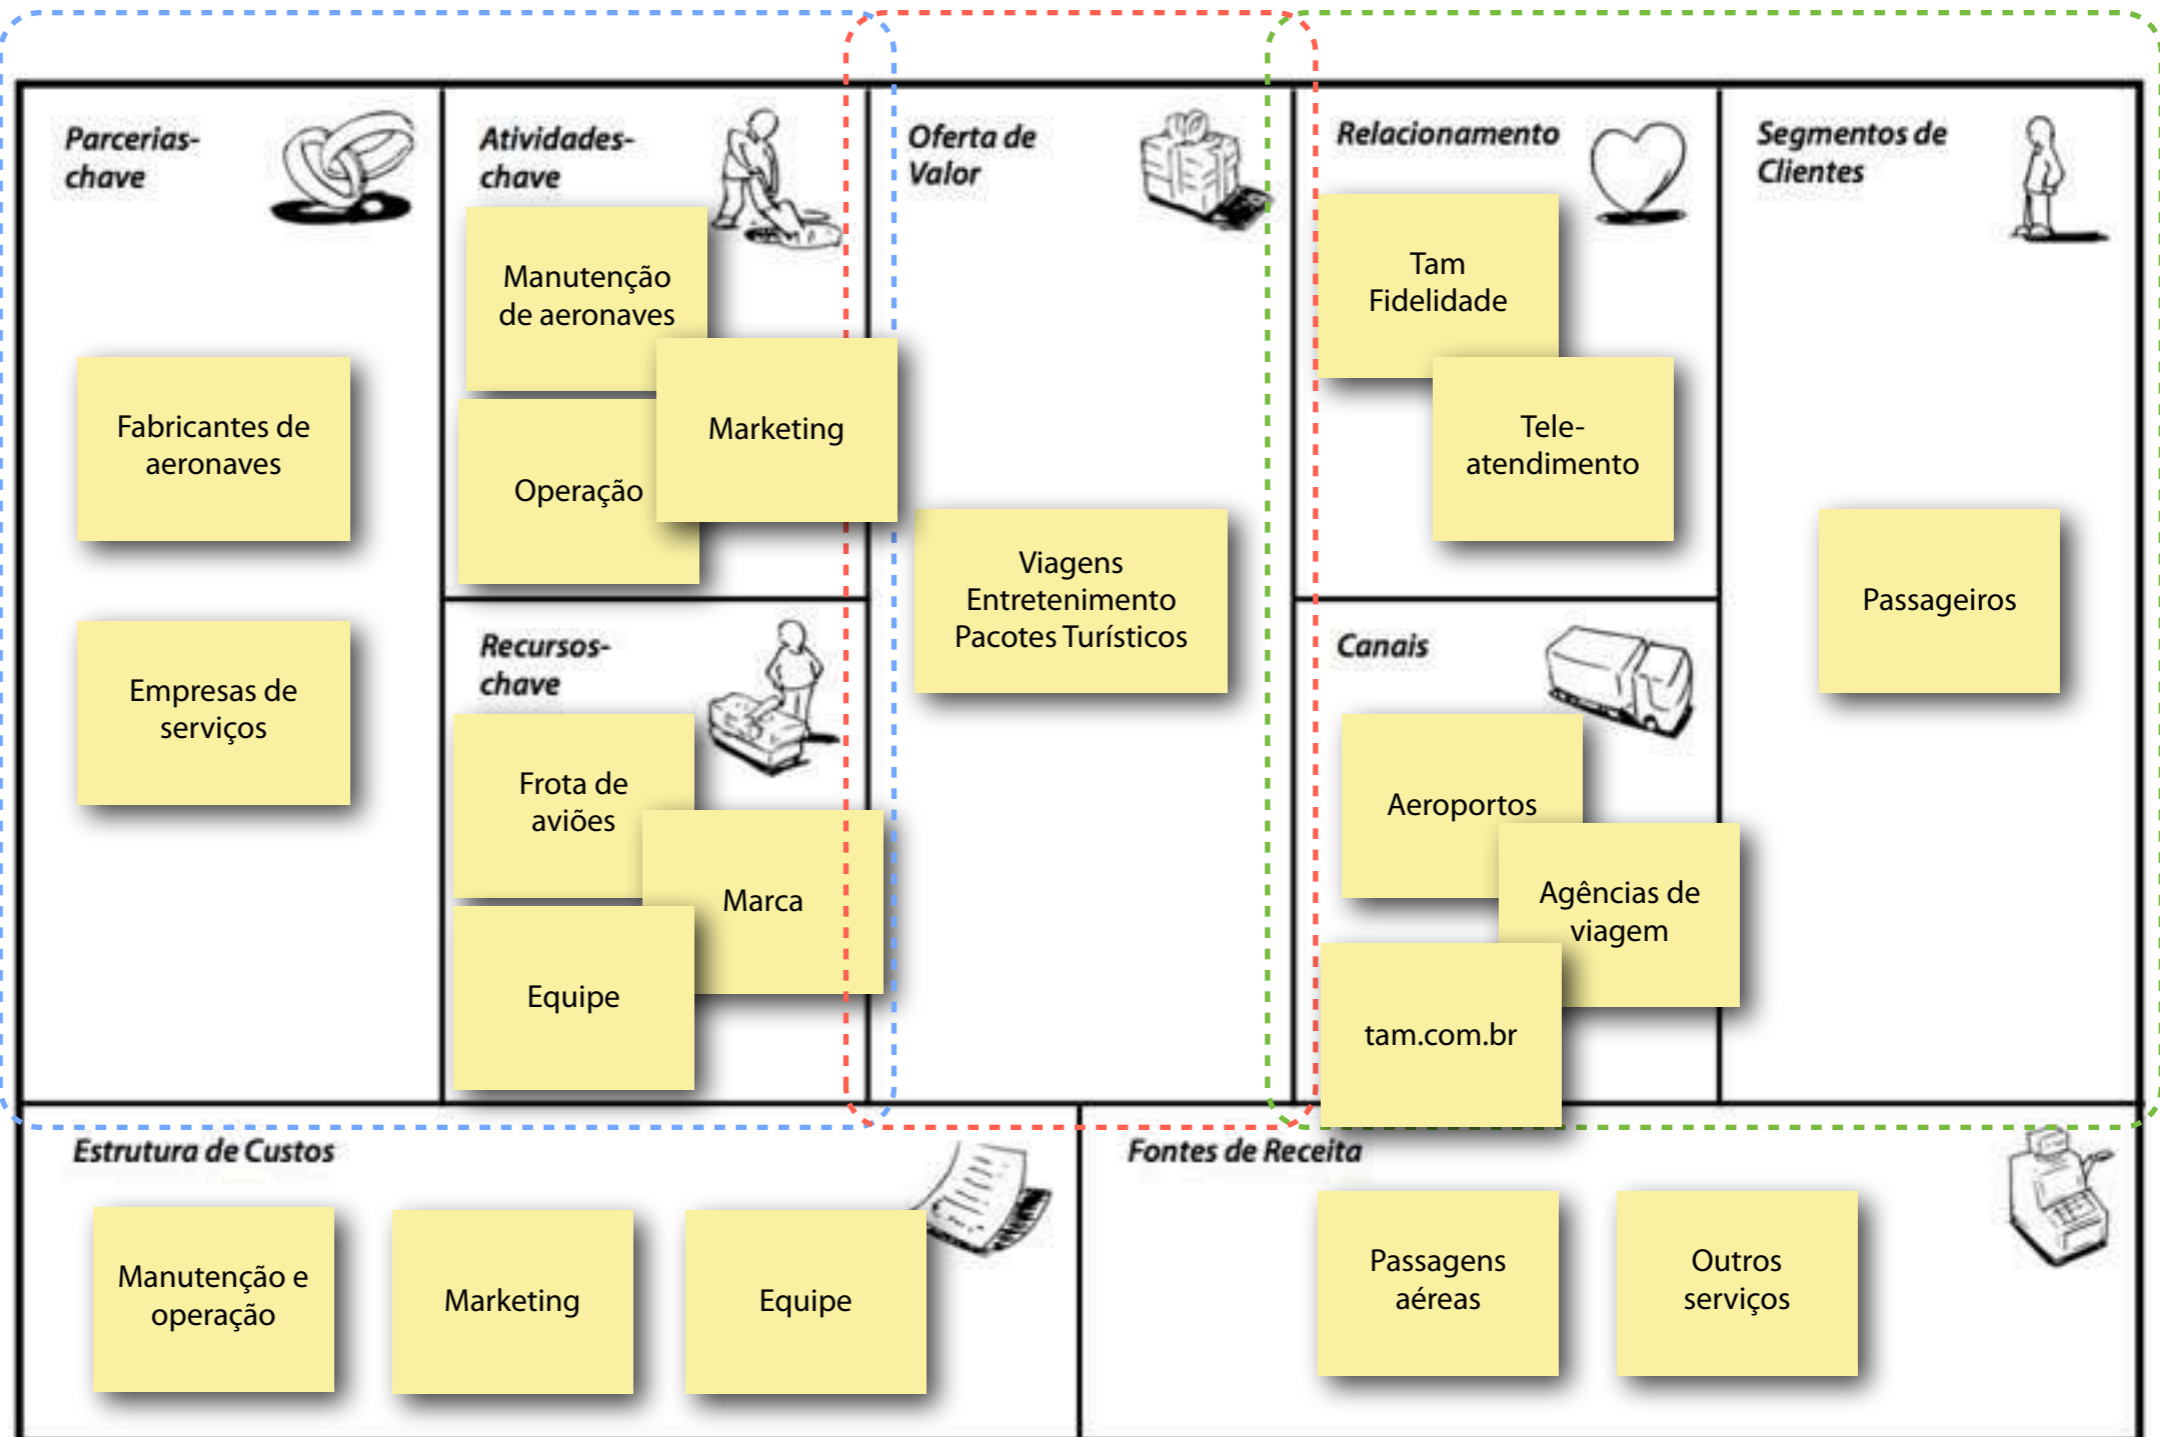 Parcerias-
chave
Fabricantes de
aeronaves
Empresas de
serviços
Atividades-
chave
Manutenção
de aeronaves
Marketing
Operação
Recursos-
chave
Frota de
aviões
Marca
Equipe
Oferta de
Valor
Viagens
Entretenimento
Pacotes Turísticos
Relacionamento
Tam
Fidelidade
Tele-
atendimento
Canais
Aeroportos
Agências de
viagem
tam.com.br
Segmentos de
Clientes
Passageiros
Estrutura de Custos
Manutenção e
operação
Marketing
Equipe
Fontes de Receita
Passagens
aéreas
Outros
serviços